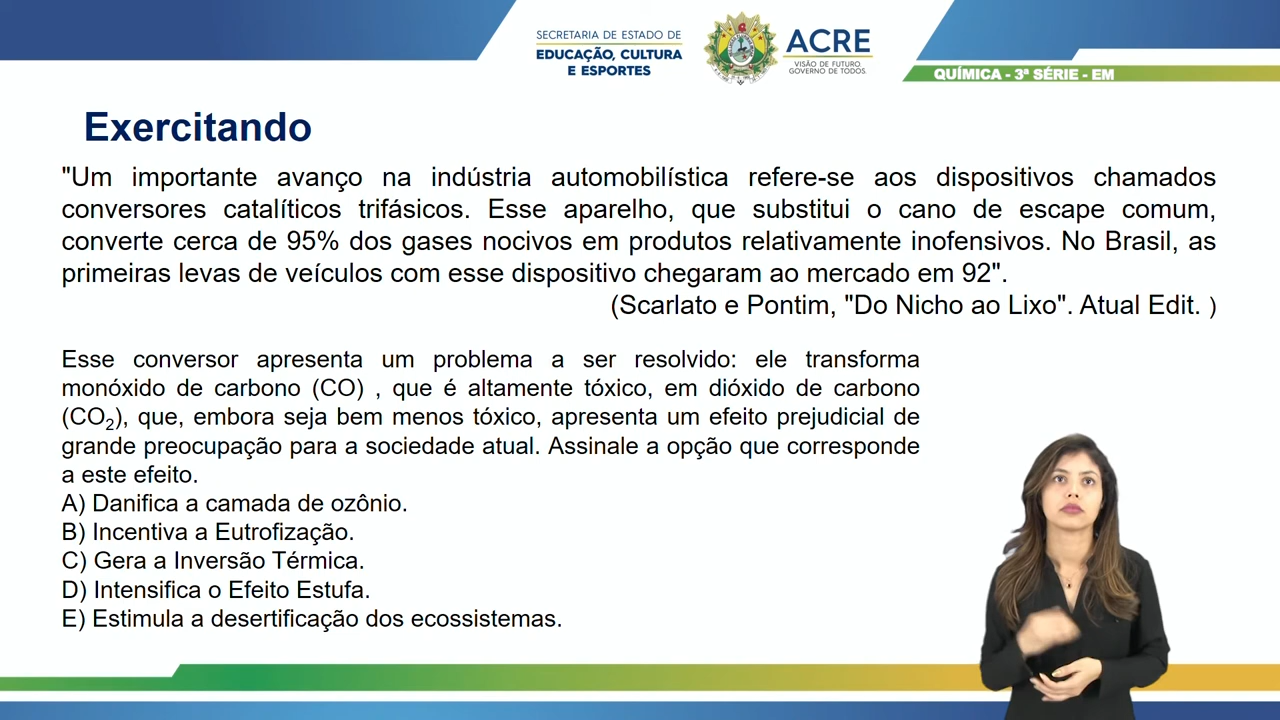 SECRETARIA DE ESTADO DE
EDUCAÇÃO, CULTURA
E ESPORTES
ACRE
VISÃO DE FUTURO.
GOVERNO DE TODOS.
QUÍMICA - 3ª SÉRIE - EM
Exercitando
"Um importante avanço na indústria automobilística refere-se aos dispositivos chamados
conversores catalíticos trifásicos. Esse aparelho, que substitui o cano de escape comum,
converte cerca de 95% dos gases nocivos em produtos relativamente inofensivos. No Brasil, as
primeiras levas de veículos com esse dispositivo chegaram ao mercado em 92".
(Scarlato e Pontim, "Do Nicho ao Lixo". Atual Edit. )
Esse conversor apresenta um problema a ser resolvido: ele transforma
monóxido de carbono (CO) , que é altamente tóxico, em dióxido de carbono
(CO₂), que, embora seja bem menos tóxico, apresenta um efeito prejudicial de
grande preocupação para a sociedade atual. Assinale a opção que corresponde
a este efeito.
A) Danifica a camada de ozônio.
B) Incentiva a Eutrofização.
C) Gera a Inversão Térmica.
D) Intensifica o Efeito Estufa.
E) Estimula a desertificação dos ecossistemas.